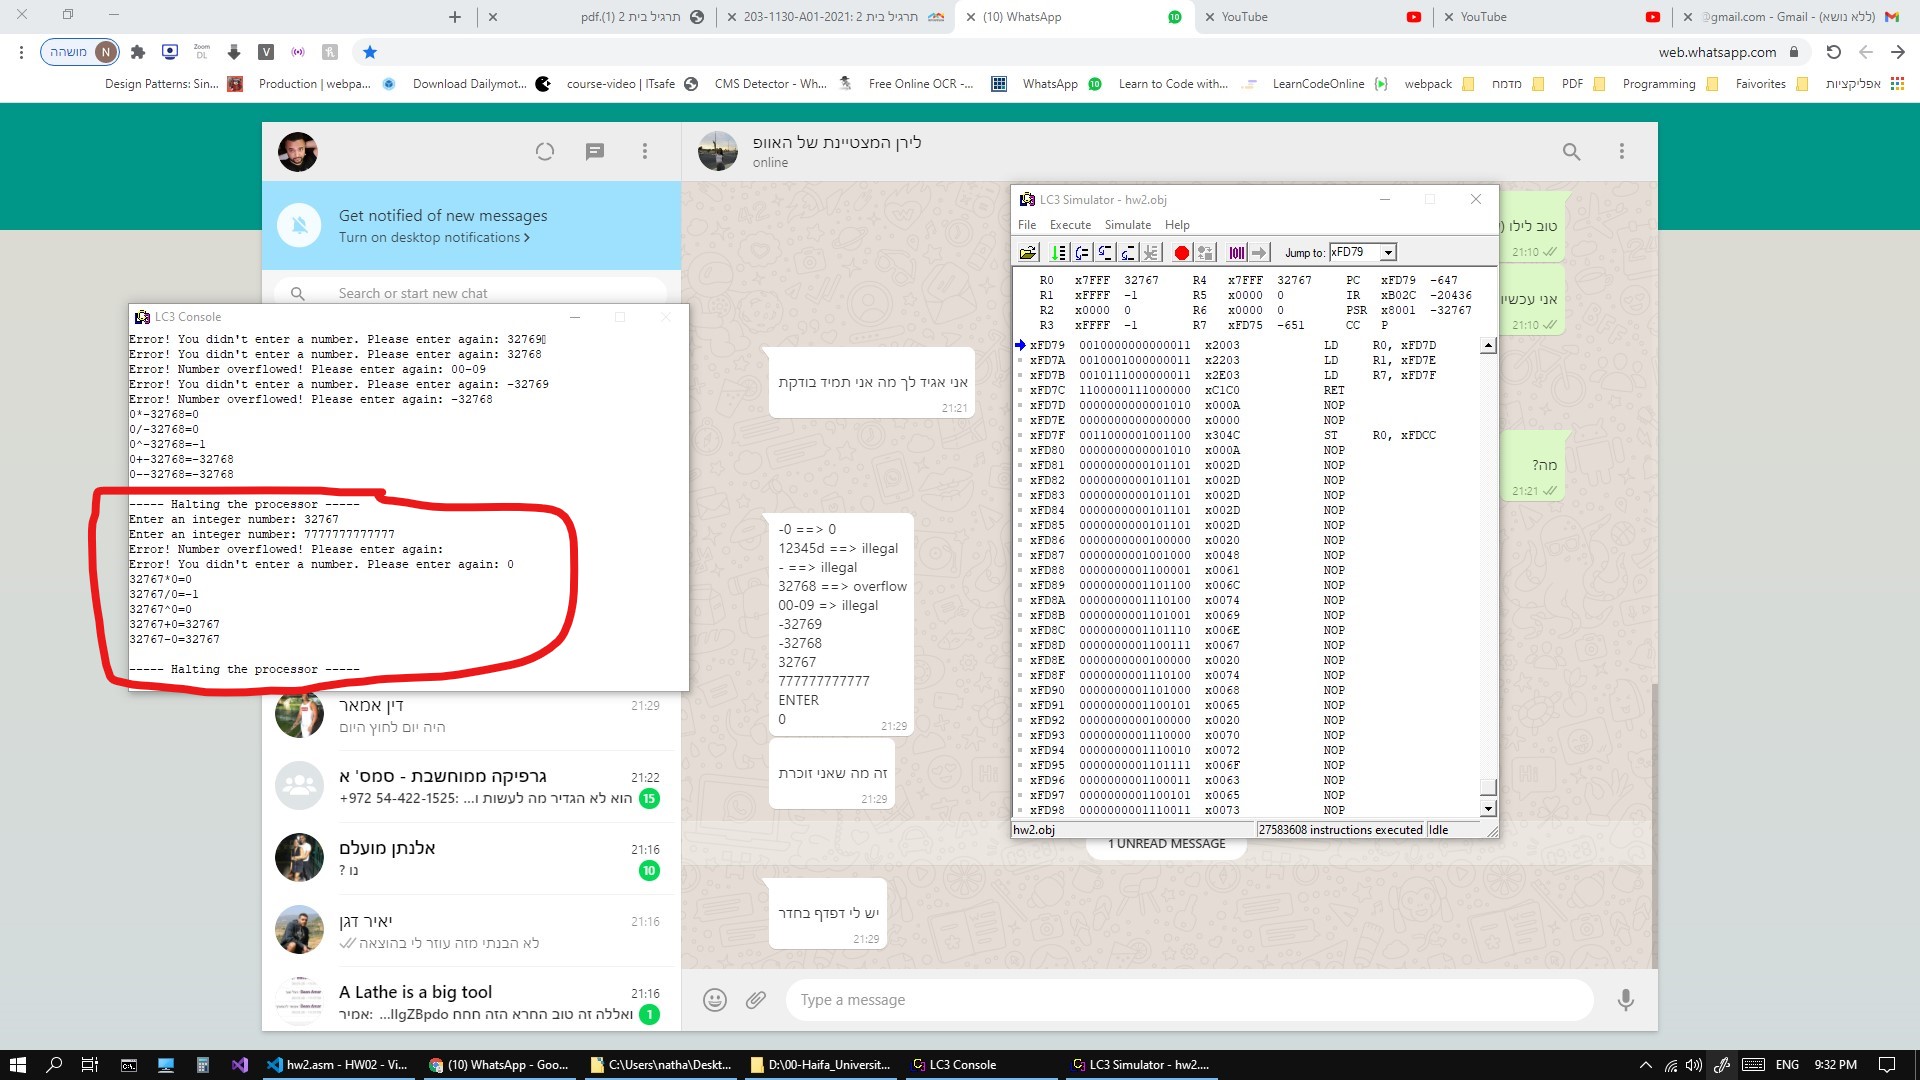 תרגיל בית 2 (1).pdf
203-1130-A01-2021: תרגיל בית 2
(10) WhatsApp
YouTube
YouTube
(ללא נושא) - gmail.com - Gmail
מושהה
N
web.whatsapp.com
Design Patterns: Sin...
Production | webpa...
Download Dailymot...
course-video | ITsafe
CMS Detector - Wh...
Free Online OCR -...
WhatsApp
Learn to Code with...
LearnCodeOnline
webpack
מדמח
PDF
Programming
Faivorites
אפליקציות
Get notified of new messages
Turn on desktop notifications >
Search or start new chat
לירן המצטיינת של האוופ
online
טוב לילו
21:10
אני עכשיו
21:10
אני אגיד לך מה אני תמיד בודקת
21:21
מה?
21:21
-0 ==> 0
12345d ==> illegal
- ==> illegal
32768 ==> overflow
00-09 => illegal
-32769
-32768
32767
777777777777
ENTER
0
21:29
זה מה שאני זוכרת
21:29
1 UNREAD MESSAGE
יש לי דפדף בחדר
21:29
Type a message
LC3 Console
Error! You didn't enter a number. Please enter again: 32769
Error! You didn't enter a number. Please enter again: 32768
Error! Number overflowed! Please enter again: 00-09
Error! You didn't enter a number. Please enter again: -32769
Error! Number overflowed! Please enter again: -32768
0*-32768=0
0/-32768=0
0^-32768=-1
0+-32768=-32768
0--32768=-32768
----- Halting the processor -----
Enter an integer number: 32767
Enter an integer number: 7777777777777
Error! Number overflowed! Please enter again:
Error! You didn't enter a number. Please enter again: 0
32767*0=0
32767/0=-1
32767^0=0
32767+0=32767
32767-0=32767
----- Halting the processor -----
דין אמאר
21:29
היה יום לחוץ היום
גרפיקה ממוחשבת - סמס' א
21:22
+972 54-422-1525: הוא לא הגדיר מה לעשות ו...
15
אלנתן מועלם
21:16
נו ?
10
יאיר דגן
21:16
לא הבנתי מזה עוזר לי בהוצאה
A Lathe is a big tool
21:16
אמיר: ואללה זה טוב החרא הזה חחח llgZBpdo...
1
LC3 Simulator - hw2.obj
File Execute Simulate Help
Jump to: xFD79
R0 x7FFF 32767 R4 x7FFF 32767 PC xFD79 -647
R1 xFFFF -1 R5 x0000 0 IR xB02C -20436
R2 x0000 0 R6 x0000 0 PSR x8001 -32767
R3 xFFFF -1 R7 xFD75 -651 CC P
xFD79 0010000000000011 x2003 LD R0, xFD7D
xFD7A 0010001000000011 x2203 LD R1, xFD7E
xFD7B 0010111000000011 x2E03 LD R7, xFD7F
xFD7C 1100000111000000 xC1C0 RET
xFD7D 0000000000001010 x000A NOP
xFD7E 0000000000000000 x0000 NOP
xFD7F 0011000001001100 x304C ST R0, xFDCC
xFD80 0000000000001010 x000A NOP
xFD81 0000000000101101 x002D NOP
xFD82 0000000000101101 x002D NOP
xFD83 0000000000101101 x002D NOP
xFD84 0000000000101101 x002D NOP
xFD85 0000000000101101 x002D NOP
xFD86 0000000000100000 x0020 NOP
xFD87 0000000001001000 x0048 NOP
xFD88 0000000001100001 x0061 NOP
xFD89 0000000001101100 x006C NOP
xFD8A 0000000001110100 x0074 NOP
xFD8B 0000000001101001 x0069 NOP
xFD8C 0000000001101110 x006E NOP
xFD8D 0000000001100111 x0067 NOP
xFD8E 0000000000100000 x0020 NOP
xFD8F 0000000001110100 x0074 NOP
xFD90 0000000001101000 x0068 NOP
xFD91 0000000001100101 x0065 NOP
xFD92 0000000000100000 x0020 NOP
xFD93 0000000001110000 x0070 NOP
xFD94 0000000001110010 x0072 NOP
xFD95 0000000001101111 x006F NOP
xFD96 0000000001100011 x0063 NOP
xFD97 0000000001100101 x0065 NOP
xFD98 0000000001110011 x0073 NOP
hw2.obj 27583608 instructions executed Idle
hw2.asm - HW02 - Vi...
(10) WhatsApp - Goo...
C:\Users\natha\Deskt...
D:\00-Haifa_Universit...
LC3 Console
LC3 Simulator - hw2....
ENG
9:32 PM